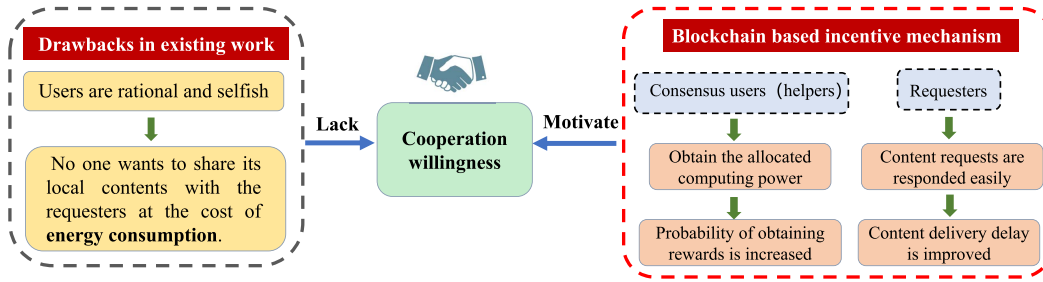 Drawbacks in existing work
Users are rational and selfish
No one wants to share its
local contents with the
requesters at the cost of
energy consumption.
Lack
Cooperation
willingness
Motivate
Blockchain based incentive mechanism
Consensus users (helpers)
Obtain the allocated
computing power
Probability of obtaining
rewards is increased
Requesters
Content requests are
responded easily
Content delivery delay
is improved